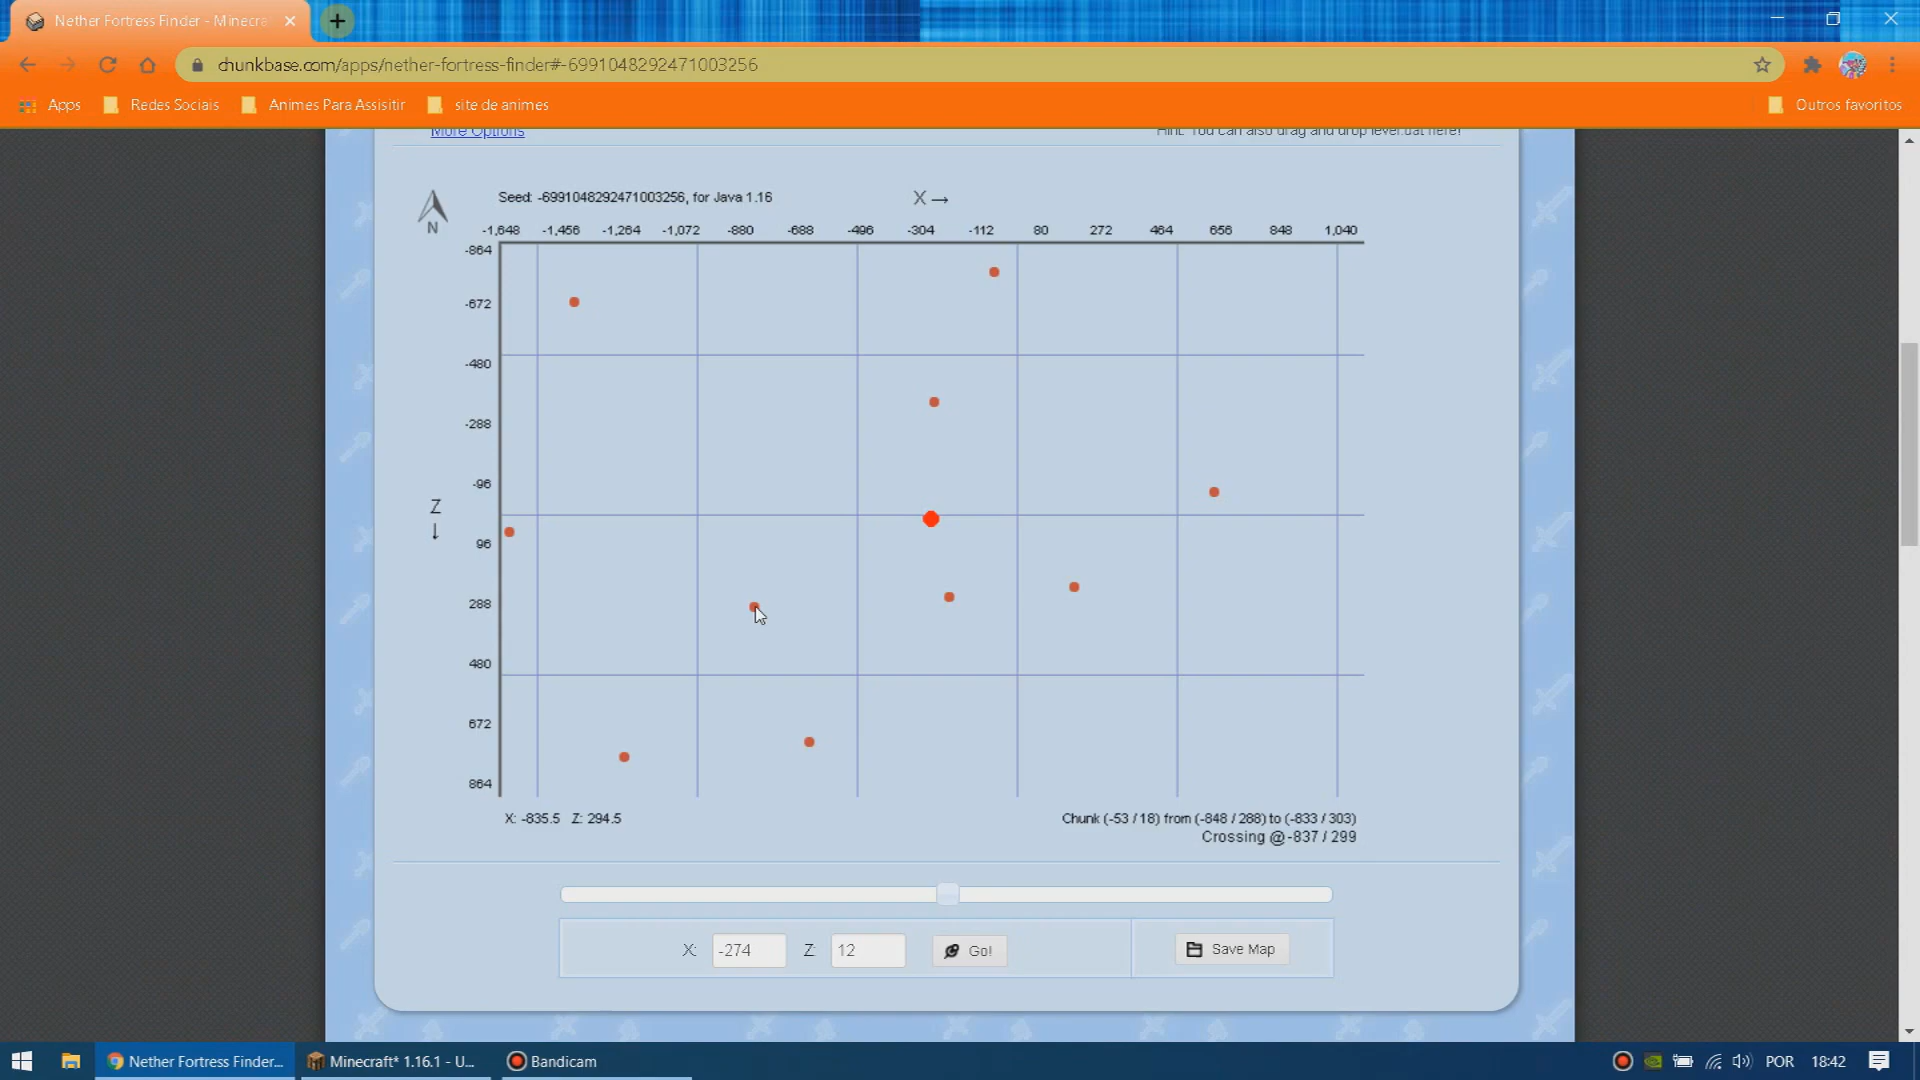 Nether Fortress Finder - Minecra
chunkbase.com/apps/nether-fortress-finder#-6991048292471003256
Apps Redes Sociais Animes Para Assisitir site de animes Outros favoritos
More Options Hint: You can also drag and drop level.dat here!
Seed: -6991048292471003256, for Java 1.16 X →
N
-1,648 -1,456 -1,264 -1,072 -880 -688 -496 -304 -112 80 272 464 656 848 1,040
-864
-672
-480
-288
-96
Z
↓
96
288
480
672
864
X: -835.5 Z: 294.5 Chunk (-53 / 18) from (-848 / 288) to (-833 / 303)
Crossing @ -837 / 299
X: -274 Z: 12 Go! Save Map
Nether Fortress Finder... Minecraft* 1.16.1 - U... Bandicam POR 18:42